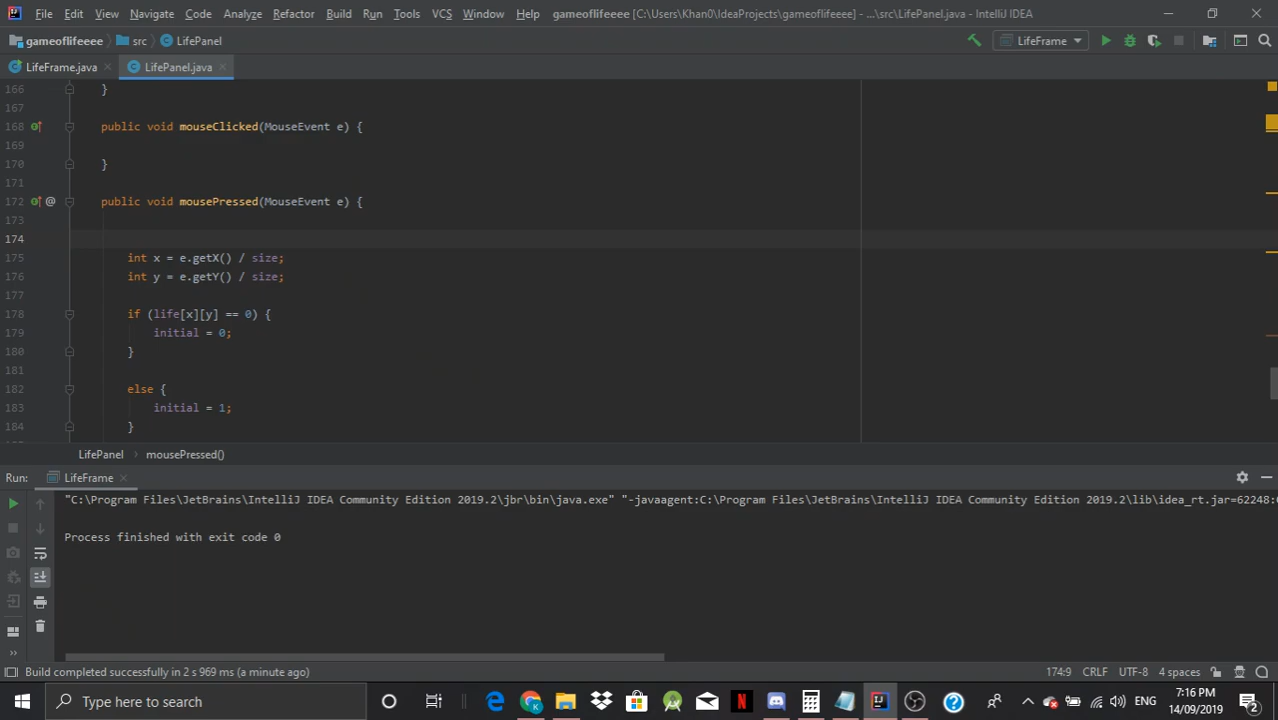 File Edit View Navigate Code Analyze Refactor Build Run Tools VCS Window Help gameoflifeeee [C:\Users\Khan0\IdeaProjects\gameoflifeeee] - ...\src\LifePanel.java - IntelliJ IDEA
gameoflifeeee src LifePanel LifeFrame
LifeFrame.java LifePanel.java
166 }
167
168 public void mouseClicked(MouseEvent e) {
169
170 }
171
172 @ public void mousePressed(MouseEvent e) {
173
174
175 int x = e.getX() / size;
176 int y = e.getY() / size;
177
178 if (life[x][y] == 0) {
179 initial = 0;
180 }
181
182 else {
183 initial = 1;
184 }
LifePanel › mousePressed()
Run: LifeFrame
"C:\Program Files\JetBrains\IntelliJ IDEA Community Edition 2019.2\jbr\bin\java.exe" "-javaagent:C:\Program Files\JetBrains\IntelliJ IDEA Community Edition 2019.2\lib\idea_rt.jar=62248:
Process finished with exit code 0
Build completed successfully in 2 s 969 ms (a minute ago) 174:9 CRLF UTF-8 4 spaces
Type here to search ENG 7:16 PM
14/09/2019 2